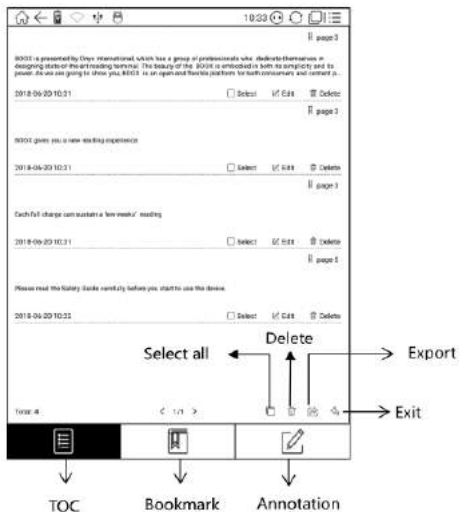 10:33
page 3
BOOX is presented by Onyx International, which has a group of professionals who dedicate themselves in
designing state-of-the-art reading terminal. The beauty of the BOOX is embodied in both its simplicity and its
power. As we are going to show you, BOOX is an open and flexible platform for both consumers and content p...
2018-06-20 10:31 Select Edit Delete
page 3
BOOX gives you a new reading experience
2018-06-20 10:31 Select Edit Delete
page 3
Each full charge can sustain a few weeks' reading
2018-06-20 10:31 Select Edit Delete
page 5
Please read the Safety Guide carefully before you start to use the device.
2018-06-20 10:32 Select Edit Delete
Delete
Select all Export
Total: 4 < 1/1 > Exit
TOC Bookmark Annotation